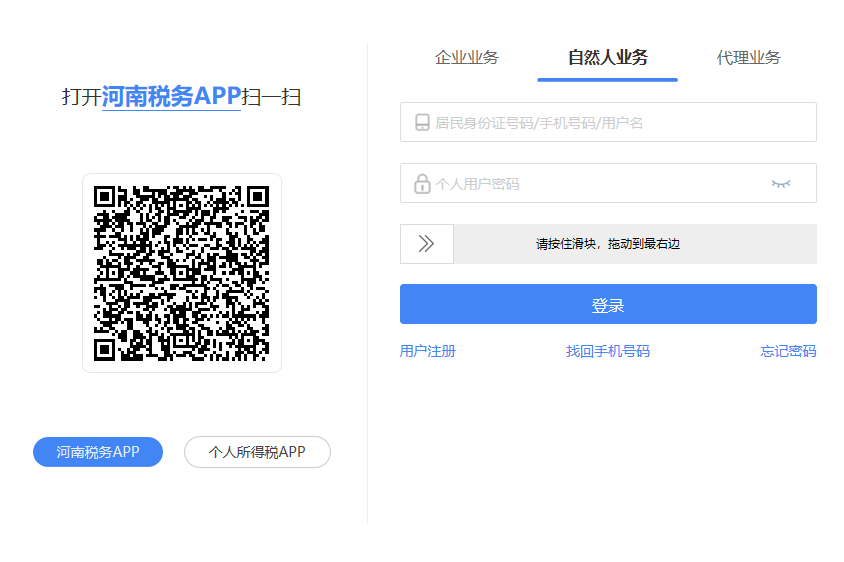 打开河南税务APP扫一扫
河南税务APP
个人所得税APP
企业业务
自然人业务
代理业务
居民身份证号码/手机号码/用户名
个人用户密码
请按住滑块，拖动到最右边
登录
用户注册
找回手机号码
忘记密码